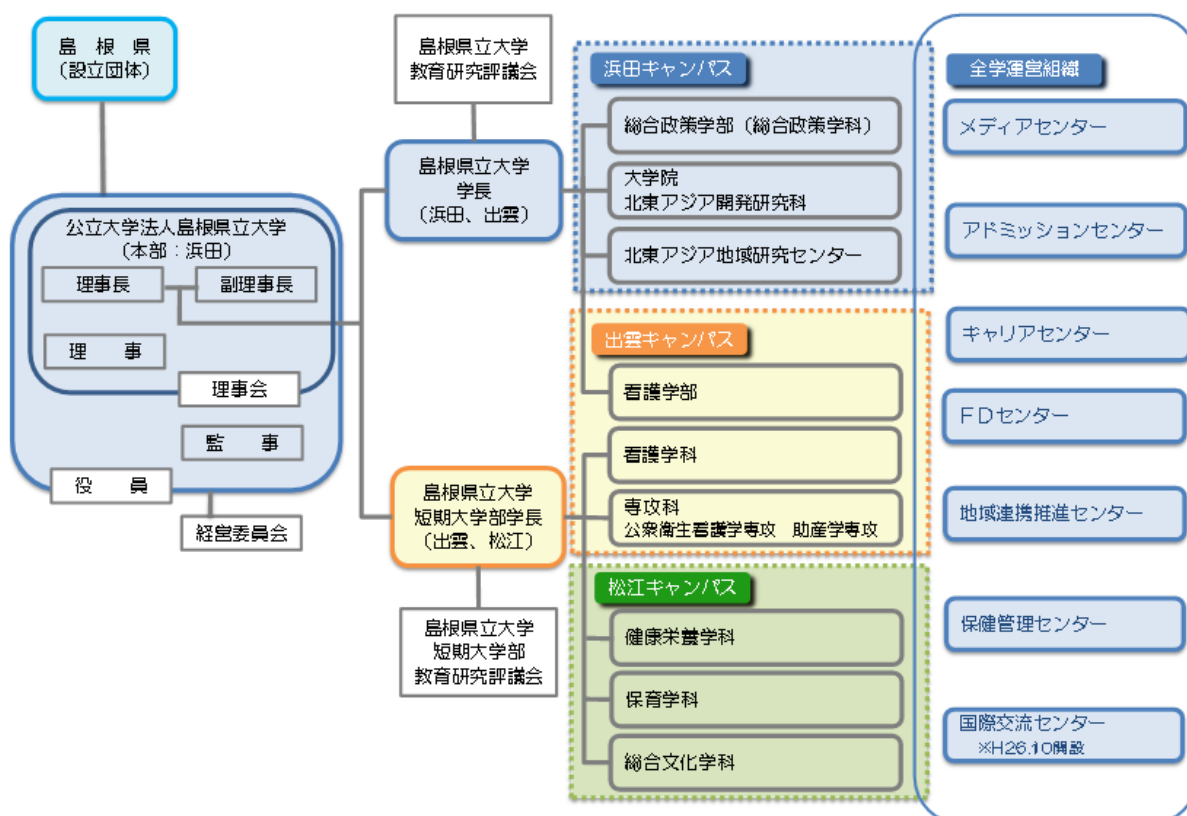 島 根 県
(設立団体)
公立大学法人島根県立大学
(本部：浜田)
理事長
副理事長
理 事
理事会
監 事
役 員
経営委員会
島根県立大学
教育研究評議会
島根県立大学
学長
(浜田、出雲)
島根県立大学
短期大学部学長
(出雲、松江)
島根県立大学
短期大学部
教育研究評議会
浜田キャンパス
総合政策学部（総合政策学科）
大学院
北東アジア開発研究科
北東アジア地域研究センター
出雲キャンパス
看護学部
看護学科
専攻科
公衆衛生看護学専攻 助産学専攻
松江キャンパス
健康栄養学科
保育学科
総合文化学科
全学運営組織
メディアセンター
アドミッションセンター
キャリアセンター
ＦＤセンター
地域連携推進センター
保健管理センター
国際交流センター
※H26.10開設